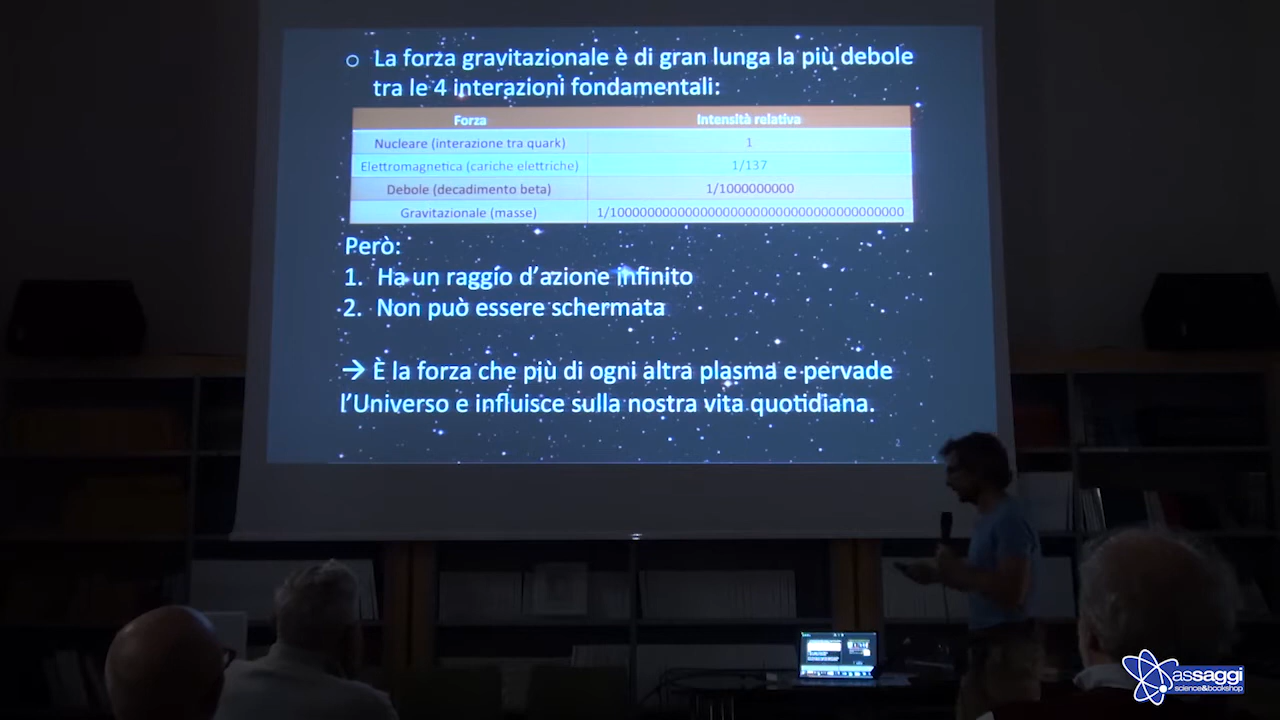 La forza gravitazionale è di gran lunga la più debole
tra le 4 interazioni fondamentali:
Forza Intensità relativa
Nucleare (interazione tra quark) 1
Elettromagnetica (cariche elettriche) 1/137
Debole (decadimento beta) 1/1000000000
Gravitazionale (masse) 1/100000000000000000000000000000000000000
Però:
1. Ha un raggio d'azione infinito
2. Non può essere schermata
→ È la forza che più di ogni altra plasma e pervade
l'Universo e influisce sulla nostra vita quotidiana.
2
assaggi
science&bookshop